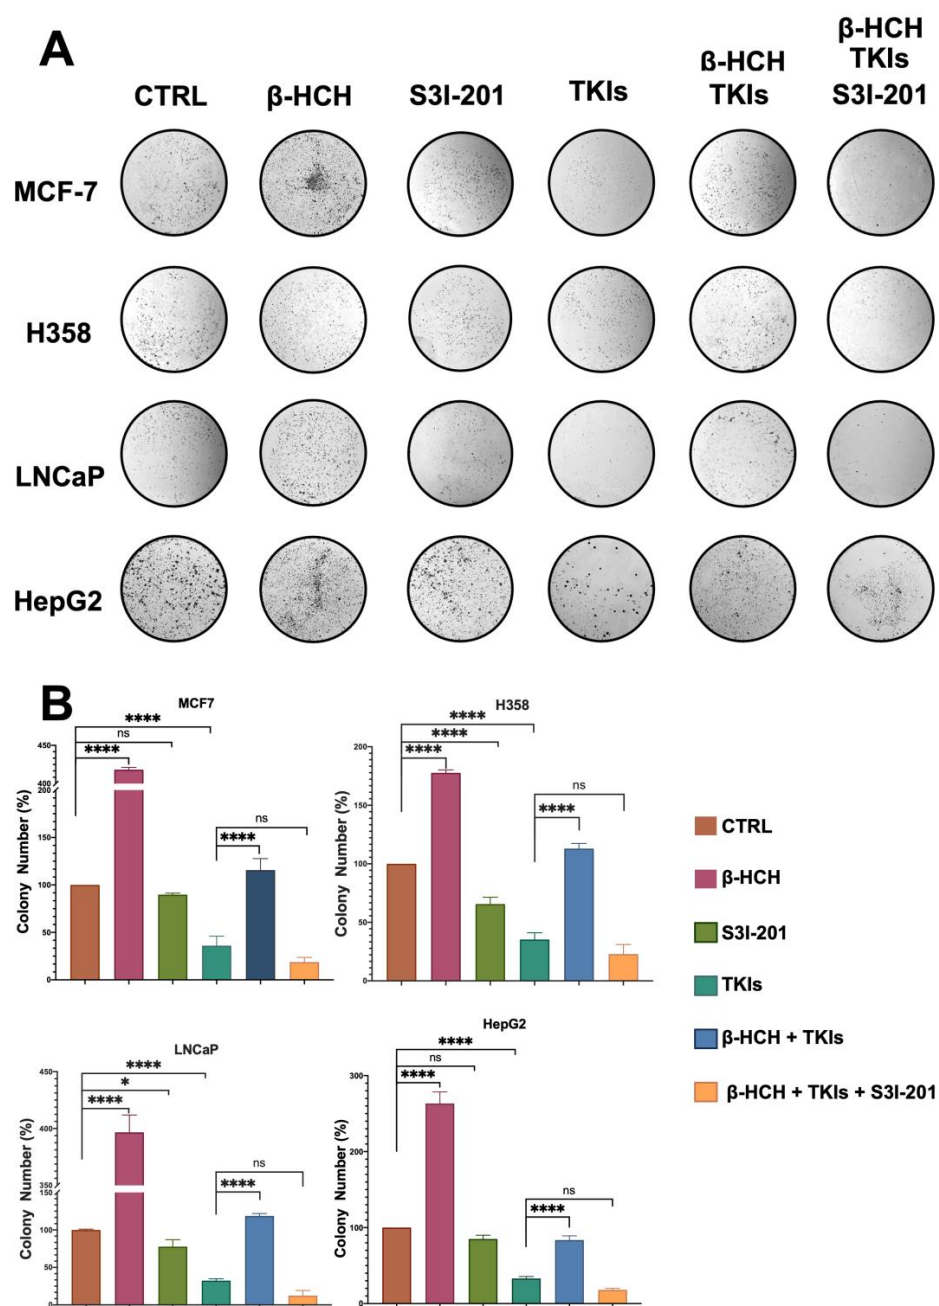 A
CTRL
β-HCH
S3I-201
TKIs
β-HCH
TKIs
β-HCH
TKIs
S3I-201
MCF-7
H358
LNCaP
HepG2
B
MCF7
****
ns
****
ns
****
Colony Number (%)
450
400
200
150
100
50
0
H358
****
****
****
ns
****
Colony Number (%)
200
150
100
50
0
LNCaP
****
*
****
ns
****
Colony Number (%)
450
400
350
150
100
50
0
HepG2
****
ns
****
ns
****
Colony Number (%)
300
200
100
0
CTRL
β-HCH
S3I-201
TKIs
β-HCH + TKIs
β-HCH + TKIs + S3I-201